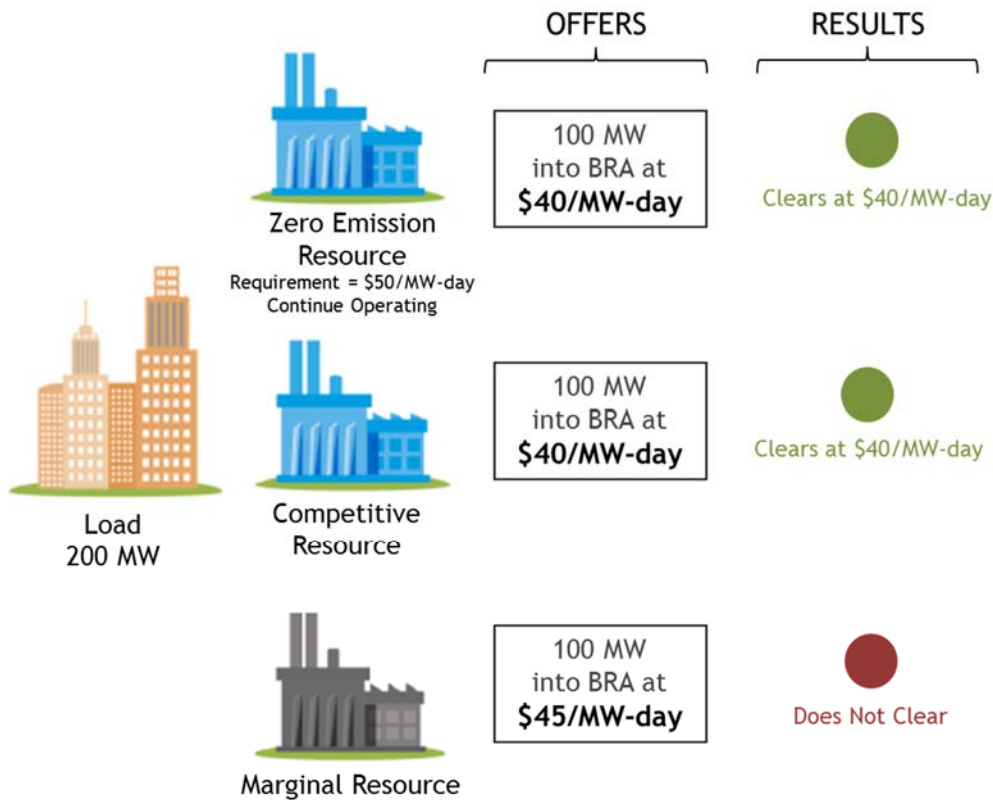 OFFERS
RESULTS
100 MW
into BRA at
$40/MW-day
Clears at $40/MW-day
Zero Emission
Resource
Requirement = $50/MW-day
Continue Operating
100 MW
into BRA at
$40/MW-day
Clears at $40/MW-day
Competitive
Resource
Load
200 MW
100 MW
into BRA at
$45/MW-day
Does Not Clear
Marginal Resource